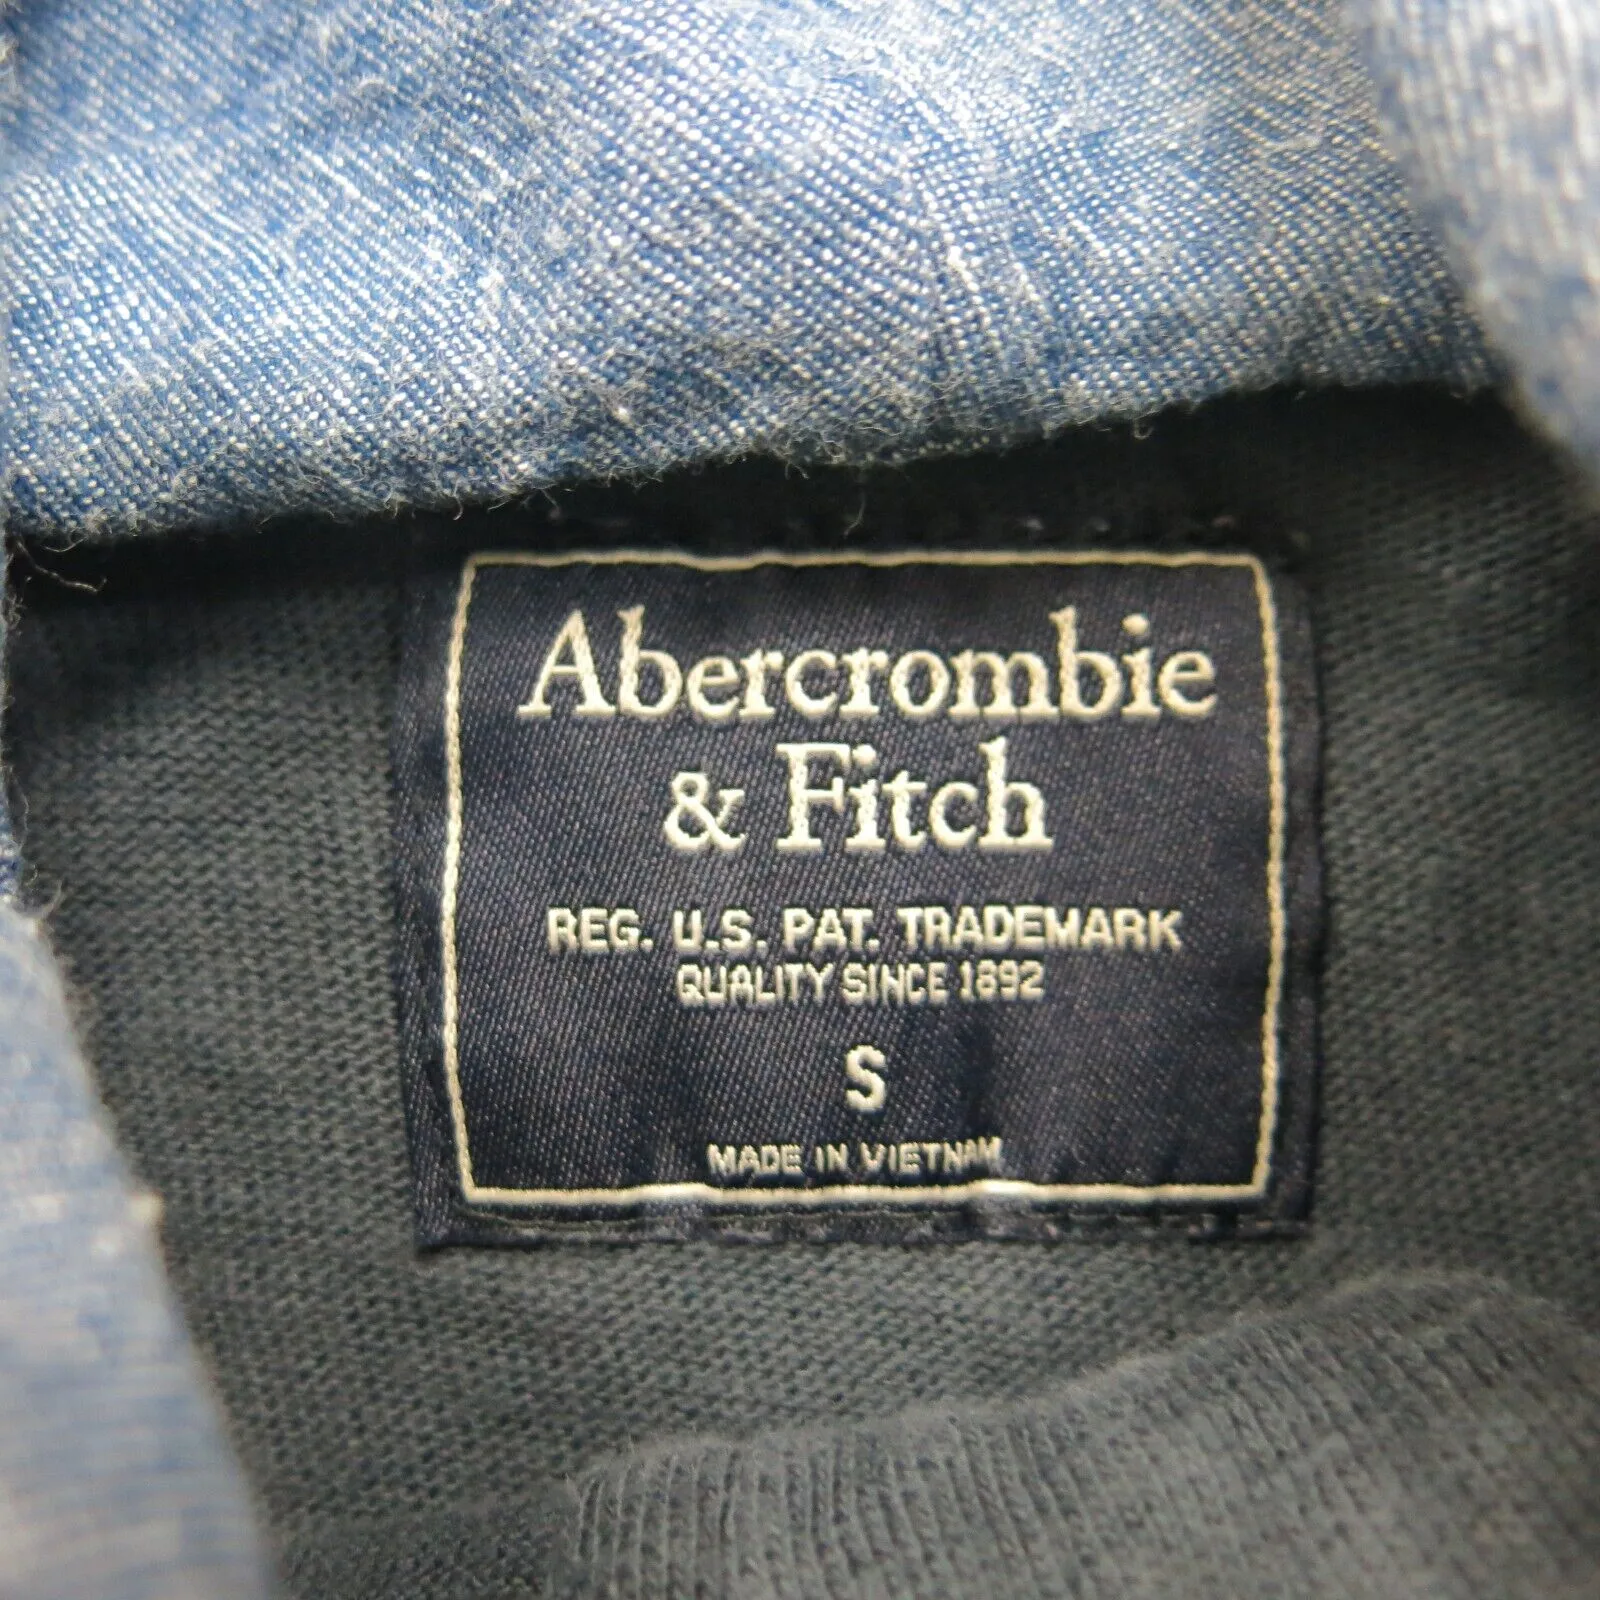 Abercrombie
& Fitch
REG. U.S. PAT. TRADEMARK
QUALITY SINCE 1892
S
MADE IN VIETNAM